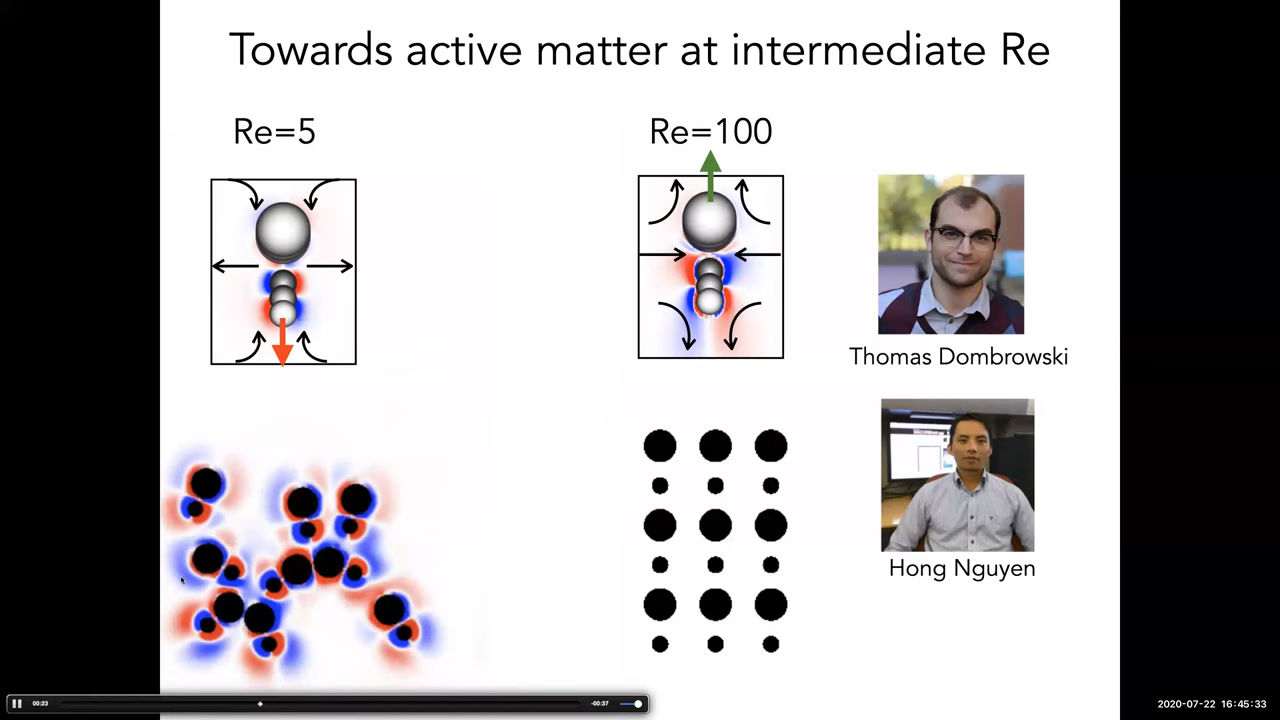 Towards active matter at intermediate Re
Re=5
Re=100
Thomas Dombrowski
Hong Nguyen
00:23
-00:37
2020-07-22 16:45:33